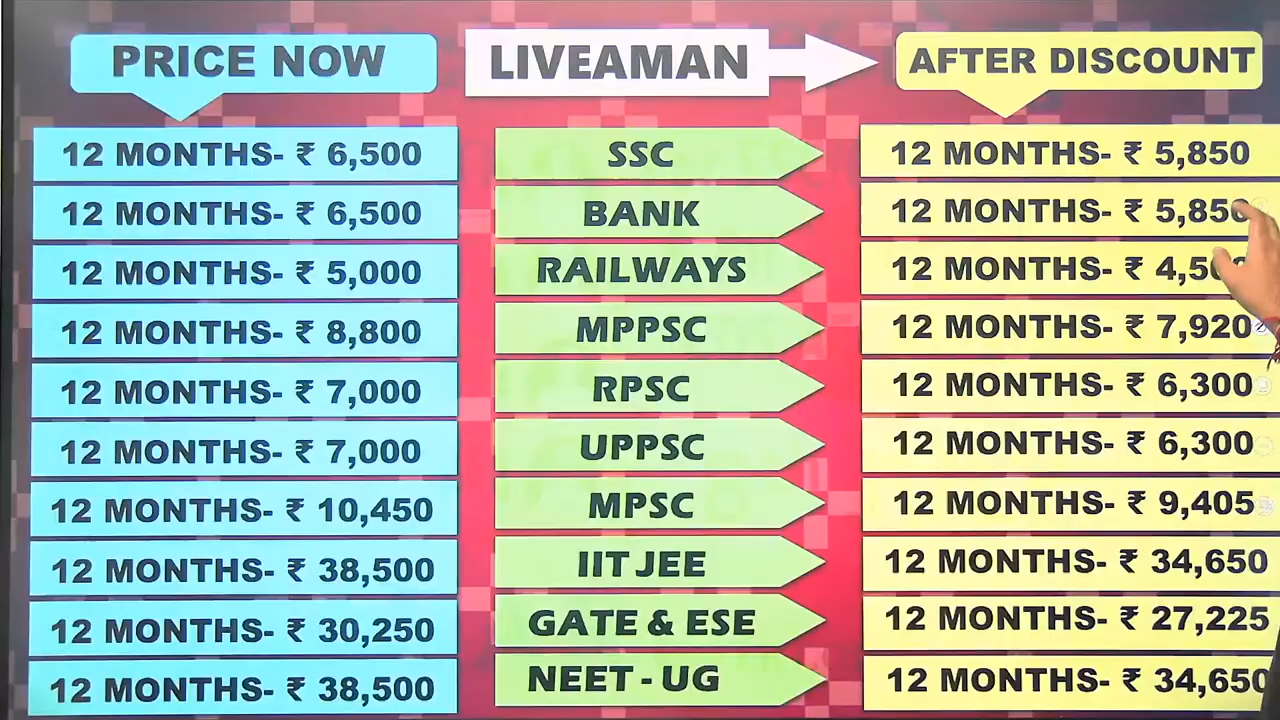 PRICE NOW LIVEAMAN AFTER DISCOUNT
12 MONTHS- ₹ 6,500 SSC 12 MONTHS- ₹ 5,850
12 MONTHS- ₹ 6,500 BANK 12 MONTHS- ₹ 5,850
12 MONTHS- ₹ 5,000 RAILWAYS 12 MONTHS- ₹ 4,500
12 MONTHS- ₹ 8,800 MPPSC 12 MONTHS- ₹ 7,920
12 MONTHS- ₹ 7,000 RPSC 12 MONTHS- ₹ 6,300
12 MONTHS- ₹ 7,000 UPPSC 12 MONTHS- ₹ 6,300
12 MONTHS- ₹ 10,450 MPSC 12 MONTHS- ₹ 9,405
12 MONTHS- ₹ 38,500 IIT JEE 12 MONTHS- ₹ 34,650
12 MONTHS- ₹ 30,250 GATE & ESE 12 MONTHS- ₹ 27,225
12 MONTHS- ₹ 38,500 NEET - UG 12 MONTHS- ₹ 34,650